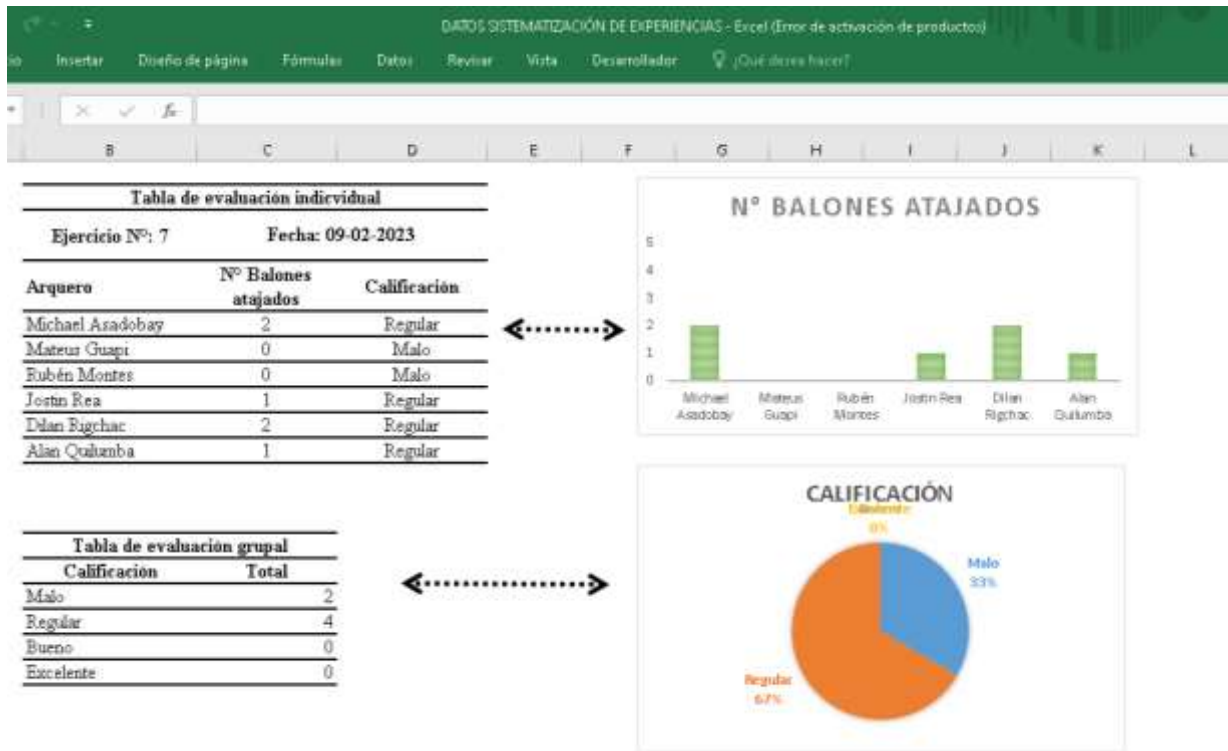 DATOS SISTEMATIZACIÓN DE EXPERIENCIAS - Excel (Error de activación de productos)
Insertar Diseño de página Fórmulas Datos Revisar Vista Desarrollador ¿Qué desea hacer?
fx
B C D E F G H I J K L
Tabla de evaluación indicvidual
Ejercicio Nº: 7 Fecha: 09-02-2023
Arquero Nº Balones atajados Calificación
Michael Asadobay 2 Regular
Mateus Guapi 0 Malo
Rubén Montes 0 Malo
Jostin Rea 1 Regular
Dilan Rigchac 2 Regular
Alan Quilumba 1 Regular
Nº BALONES ATAJADOS
5
4
3
2
1
0
Michael Asadobay Mateus Guapi Rubén Montes Jostin Rea Dilan Rigchac Alan Quilumba
Tabla de evaluación grupal
Calificación Total
Malo 2
Regular 4
Bueno 0
Excelente 0
CALIFICACIÓN
0%
Malo
33%
Regular
67%